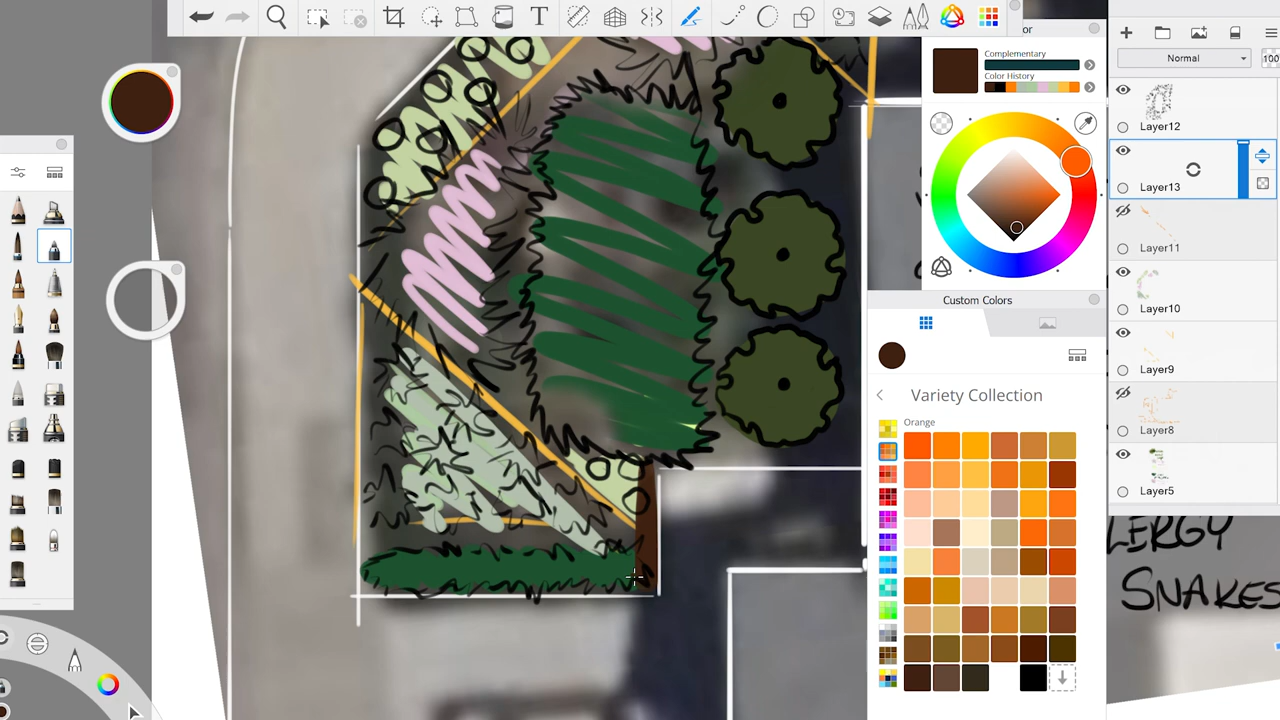 T
or
Complementary
Color History
Normal
100
Layer12
Layer13
Layer11
Layer10
Layer9
Layer8
Layer5
Custom Colors
Variety Collection
Orange
LERGY
SNAKES